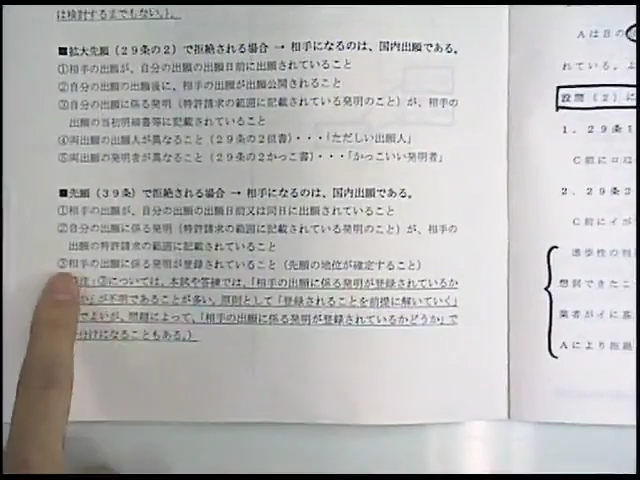 は検討するまでもない。)。
■拡大先願（29条の2）で拒絶される場合 → 相手になるのは、国内出願である。
①相手の出願が、自分の出願の出願日前に出願されていること
②自分の出願の出願後に、相手の出願が出願公開されること
③自分の出願に係る発明（特許請求の範囲に記載されている発明のこと）が、相手の
出願の当初明細書等に記載されていること
④両出願の出願人が異なること（29条の2但書）・・・「ただしい出願人」
⑤両出願の発明者が異なること（29条の2かっこ書）・・・「かっこいい発明者」
■先願（39条）で拒絶される場合 → 相手になるのは、国内出願である。
①相手の出願が、自分の出願の出願日前又は同日に出願されていること
②自分の出願に係る発明（特許請求の範囲に記載されている発明のこと）が、相手の
出願の特許請求の範囲に記載されていること
③相手の出願に係る発明が登録されていること（先願の地位が確定すること）
注：③については、本試や答練では、「相手の出願に係る発明が登録されているか
か」が不明であることが多い。原則として「登録されることを前提に解いていく」
でよいが、問題によって、「相手の出願に係る発明が登録されているかどうか」で
分けになることもある。）
AはBの
れている。よ
設問（2）に
1．29条1
C前にロは
2．29条2
C前にイが
進歩性の判
想到できたこ
業者がイに基
Aにより拒絶